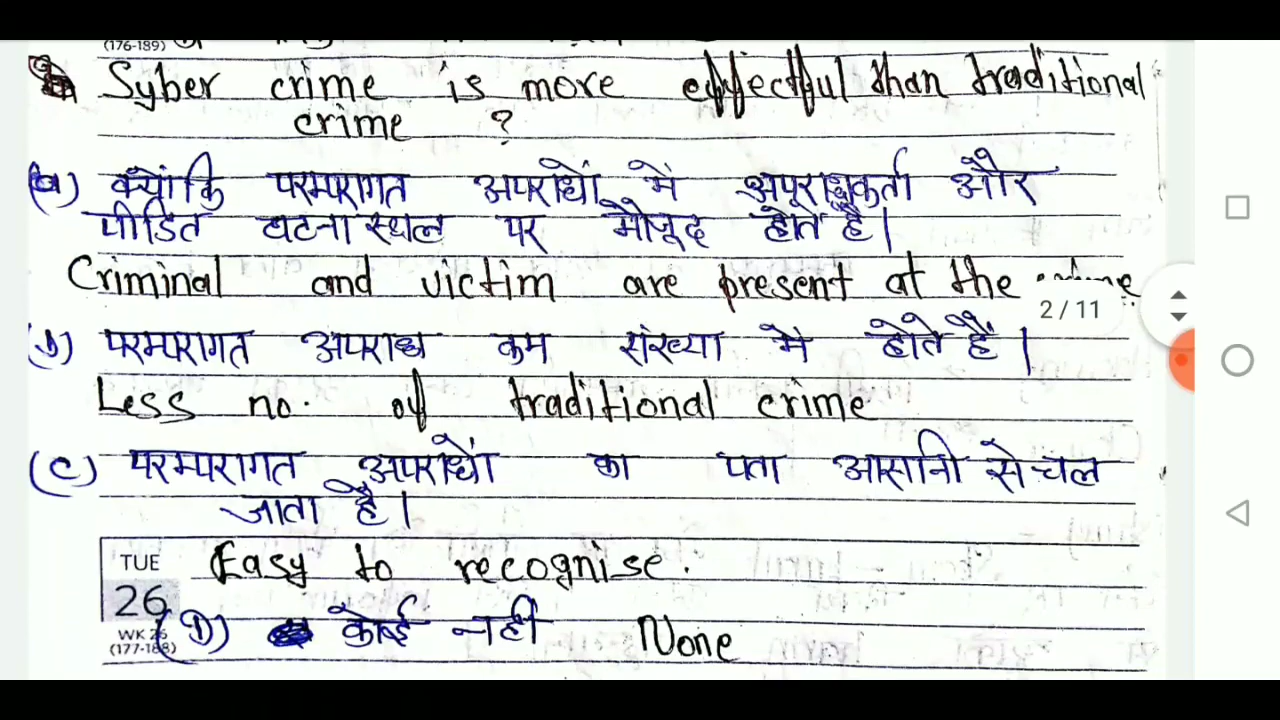 (176-189)
Syber crime is more effectful than traditional
crime ?
(a) क्योंकि परम्परागत अपराधों में अपराधकर्ता और
पीडित घटना स्थल पर मौजूद होते है।
Criminal and victim are present at the
2 / 11
(b) परम्परागत अपराध कम संख्या में होते हैं।
Less no. of traditional crime
(C) परम्परागत अपराधों का पता आसानी से चल
जाता है।
TUE
Easy to recognise.
26
(D) कोई नही None
WK 26
(177-188)